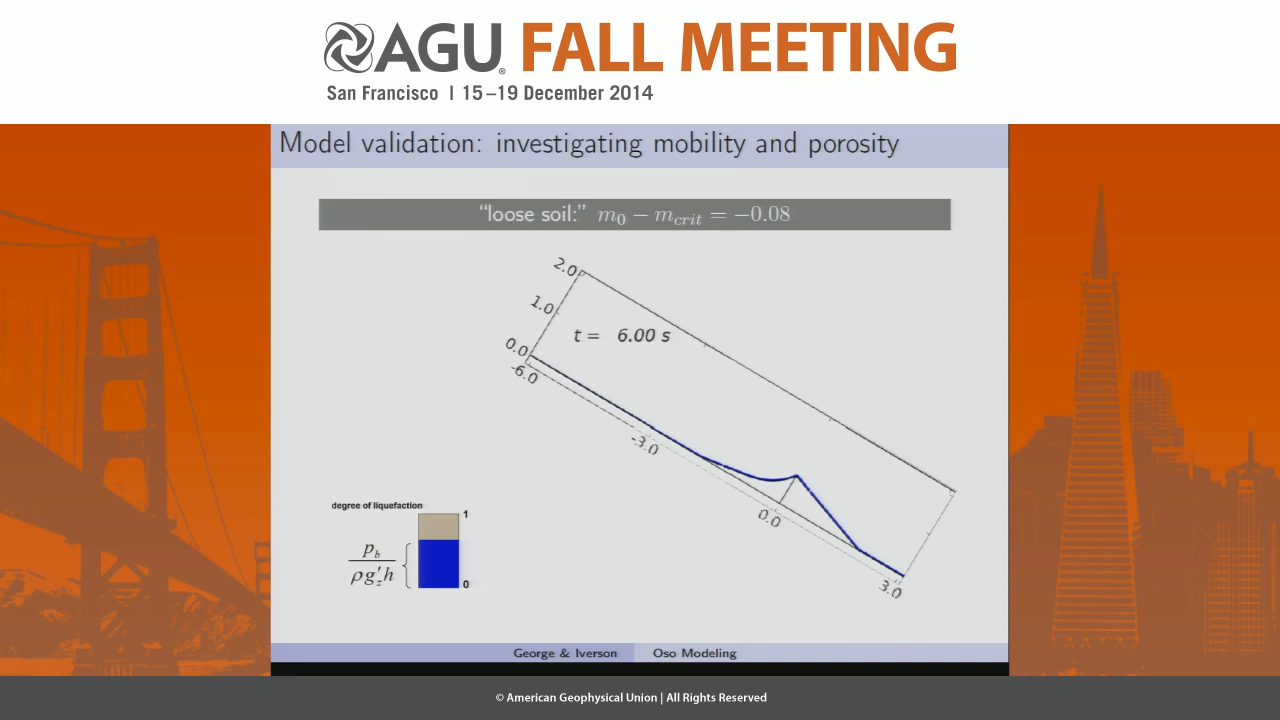 AGU® FALL MEETING
San Francisco | 15–19 December 2014
Model validation: investigating mobility and porosity
“loose soil:” m₀ − m_crit = −0.08
2.0
1.0
0.0
t = 6.00 s
-6.0
-3.0
0.0
3.0
degree of liquefaction
1
p_b
ρg′_z h
0
George & Iverson Oso Modeling
© American Geophysical Union | All Rights Reserved